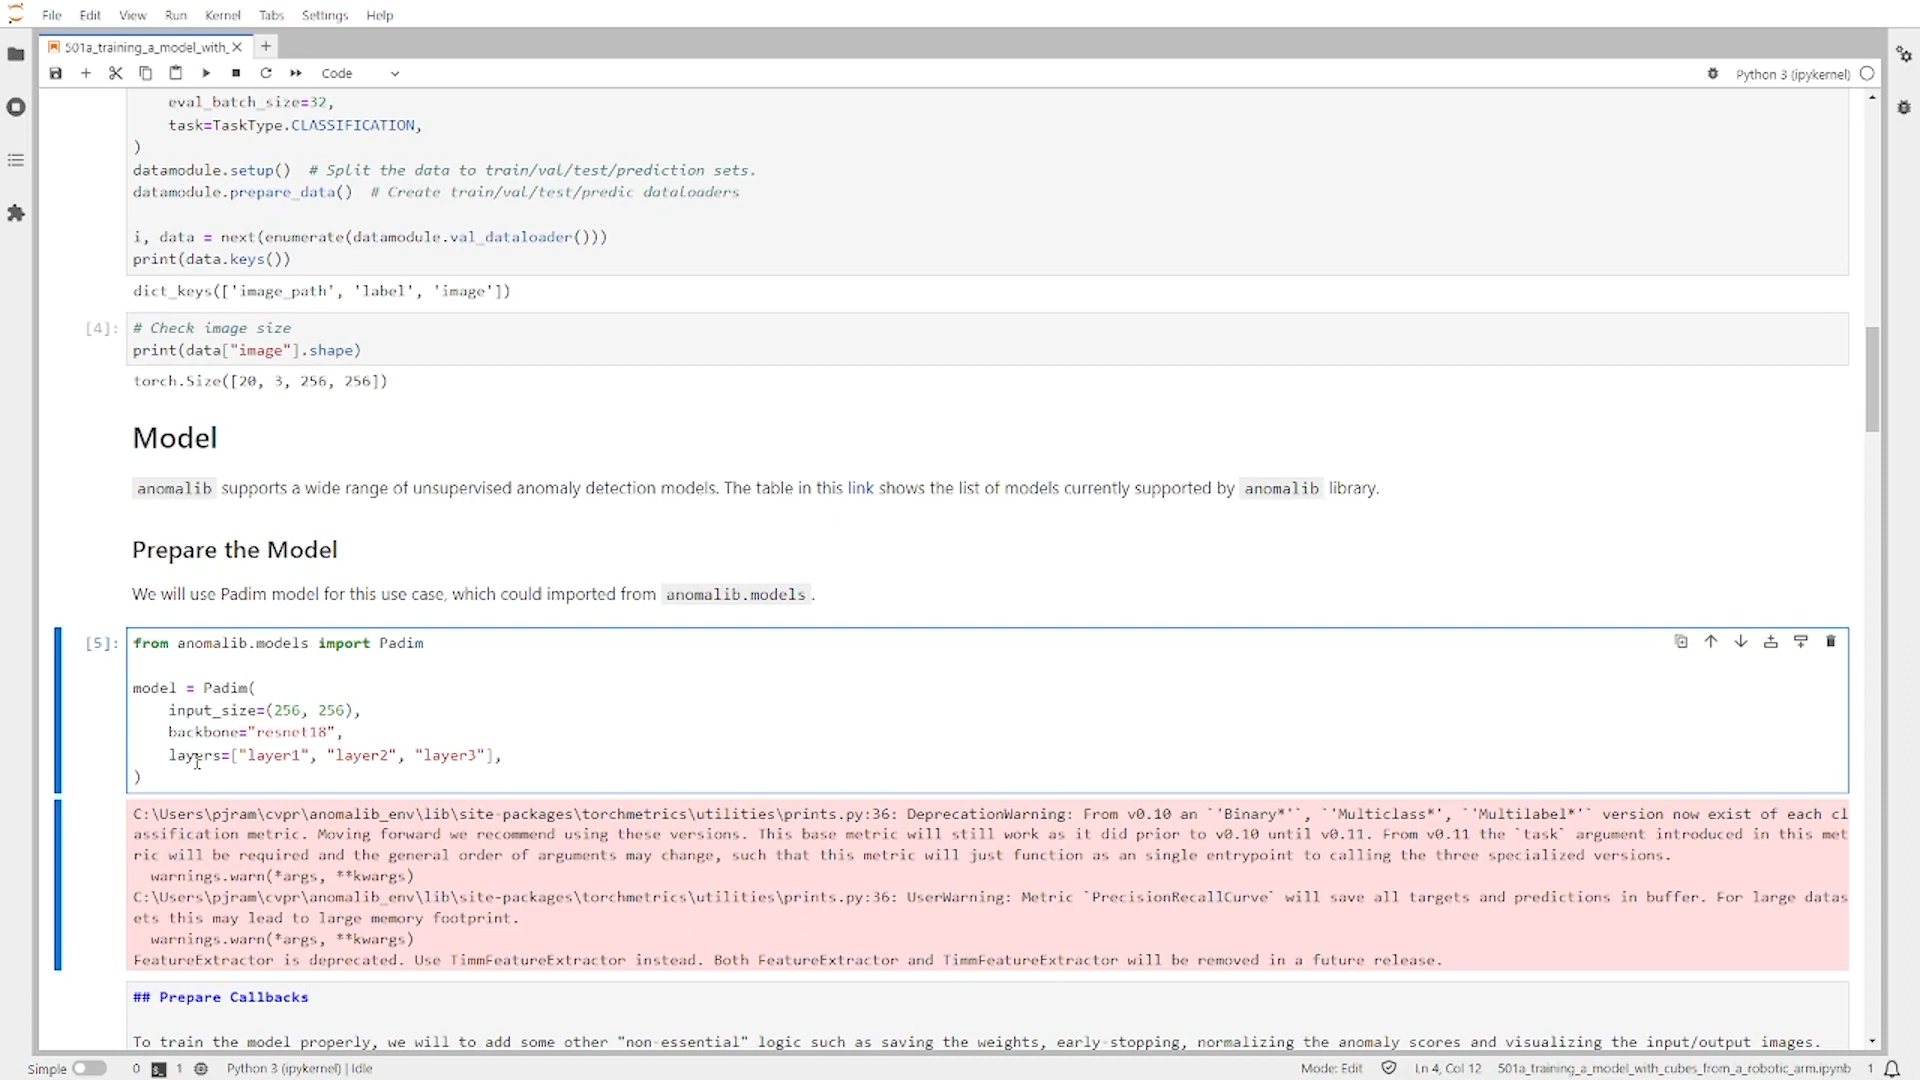 File Edit View Run Kernel Tabs Settings Help
501a_training_a_model_with_
Code
Python 3 (ipykernel)
eval_batch_size=32,
task=TaskType.CLASSIFICATION,
)
datamodule.setup()  # Split the data to train/val/test/prediction sets.
datamodule.prepare_data()  # Create train/val/test/predic dataloaders
i, data = next(enumerate(datamodule.val_dataloader()))
print(data.keys())
dict_keys(['image_path', 'label', 'image'])
[4]: # Check image size
print(data["image"].shape)
torch.Size([20, 3, 256, 256])
Model
anomalib supports a wide range of unsupervised anomaly detection models. The table in this link shows the list of models currently supported by anomalib library.
Prepare the Model
We will use Padim model for this use case, which could imported from anomalib.models .
[5]: from anomalib.models import Padim
model = Padim(
input_size=(256, 256),
backbone="resnet18",
layers=["layer1", "layer2", "layer3"],
)
C:\Users\pjram\cvpr\anomalib_env\lib\site-packages\torchmetrics\utilities\prints.py:36: DeprecationWarning: From v0.10 an `'Binary*'`, `'Multiclass*', `'Multilabel*'` version now exist of each cl
assification metric. Moving forward we recommend using these versions. This base metric will still work as it did prior to v0.10 until v0.11. From v0.11 the `task` argument introduced in this met
ric will be required and the general order of arguments may change, such that this metric will just function as an single entrypoint to calling the three specialized versions.
warnings.warn(*args, **kwargs)
C:\Users\pjram\cvpr\anomalib_env\lib\site-packages\torchmetrics\utilities\prints.py:36: UserWarning: Metric `PrecisionRecallCurve` will save all targets and predictions in buffer. For large datas
ets this may lead to large memory footprint.
warnings.warn(*args, **kwargs)
FeatureExtractor is deprecated. Use TimmFeatureExtractor instead. Both FeatureExtractor and TimmFeatureExtractor will be removed in a future release.
## Prepare Callbacks
To train the model properly, we will to add some other "non-essential" logic such as saving the weights, early-stopping, normalizing the anomaly scores and visualizing the input/output images.
Simple 0 1 Python 3 (ipykernel) | Idle Mode: Edit Ln 4, Col 12 501a_training_a_model_with_cubes_from_a_robotic_arm.ipynb 1